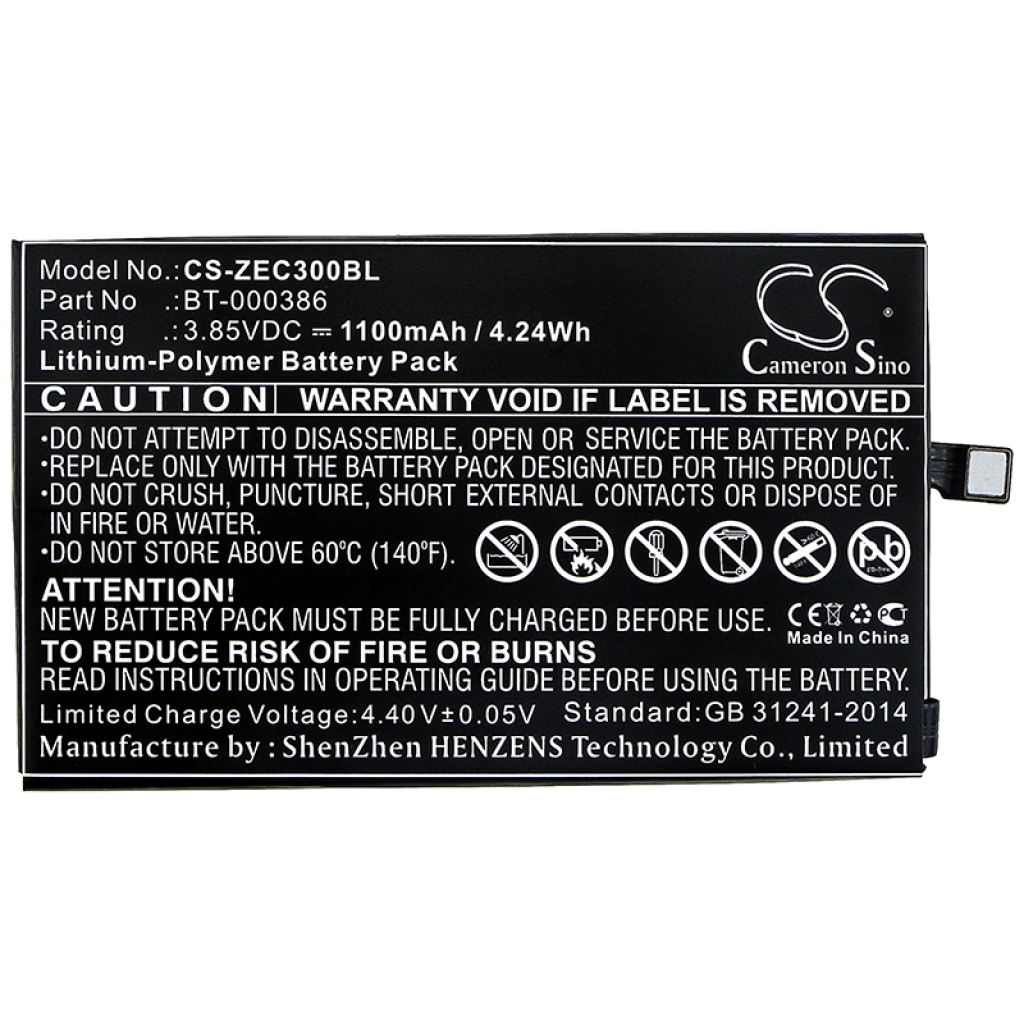 Model No.: CS-ZEC300BL
Part No .: BT-000386
Rating .: 3.85VDC ⎓ 1100mAh / 4.24Wh
Lithium-Polymer Battery Pack
CS
®
Cameron Sino
CAUTION WARRANTY VOID IF LABEL IS REMOVED
•DO NOT ATTEMPT TO DISASSEMBLE, OPEN OR SERVICE THE BATTERY PACK.
•REPLACE ONLY WITH THE BATTERY PACK DESIGNATED FOR THIS PRODUCT.
•DO NOT CRUSH, PUNCTURE, SHORT EXTERNAL CONTACTS OR DISPOSE OF
IN FIRE OR WATER.
•DO NOT STORE ABOVE 60°C (140°F).
Pb
ATTENTION!
NEW BATTERY PACK MUST BE FULLY CHARGED BEFORE USE.
CE
Made In China
TO REDUCE RISK OF FIRE OR BURNS
READ INSTRUCTIONS IN OPERATING GUIDE BEFORE USING THE BATTERY.
Limited Charge Voltage:4.40V±0.05V Standard:GB 31241-2014
Manufacture by : ShenZhen HENZENS Technology Co., Limited